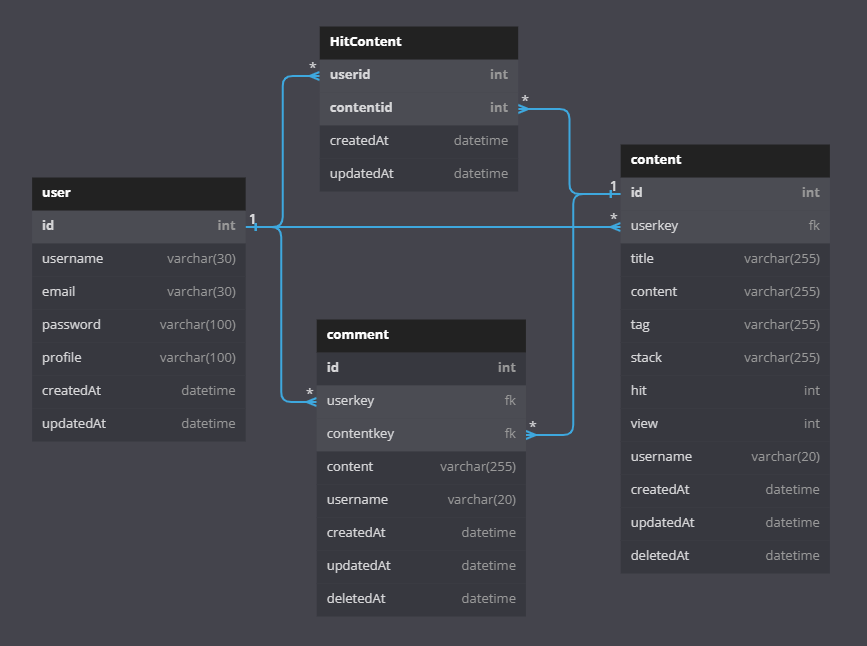 HitContent
userid int
contentid int
createdAt datetime
updatedAt datetime
user
id int
username varchar(30)
email varchar(30)
password varchar(100)
profile varchar(100)
createdAt datetime
updatedAt datetime
comment
id int
userkey fk
contentkey fk
content varchar(255)
username varchar(20)
createdAt datetime
updatedAt datetime
deletedAt datetime
content
id int
userkey fk
title varchar(255)
content varchar(255)
tag varchar(255)
stack varchar(255)
hit int
view int
username varchar(20)
createdAt datetime
updatedAt datetime
deletedAt datetime
1
*
*
*
1
*
*